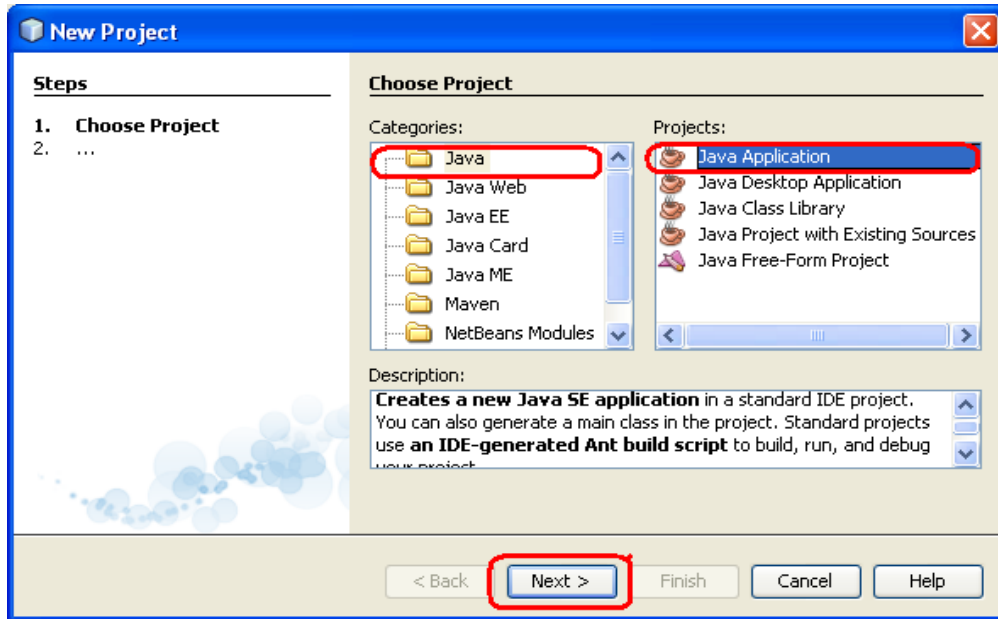 New Project
Steps
1. Choose Project
2. ...
Choose Project
Categories:
Java
Java Web
Java EE
Java Card
Java ME
Maven
NetBeans Modules
Projects:
Java Application
Java Desktop Application
Java Class Library
Java Project with Existing Sources
Java Free-Form Project
Description:
Creates a new Java SE application in a standard IDE project.
You can also generate a main class in the project. Standard projects
use an IDE-generated Ant build script to build, run, and debug
your project
< Back
Next >
Finish
Cancel
Help